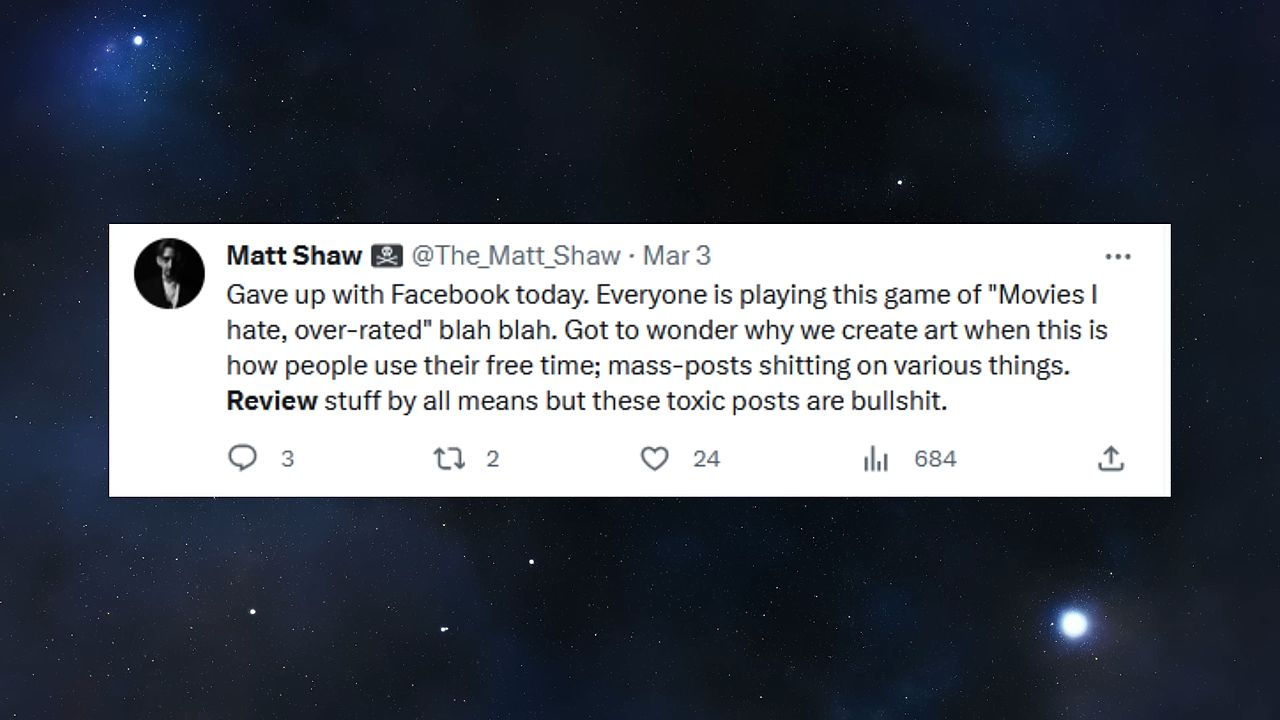 Matt Shaw @The_Matt_Shaw · Mar 3
Gave up with Facebook today. Everyone is playing this game of "Movies I
hate, over-rated" blah blah. Got to wonder why we create art when this is
how people use their free time; mass-posts shitting on various things.
Review stuff by all means but these toxic posts are bullshit.
3 2 24 684